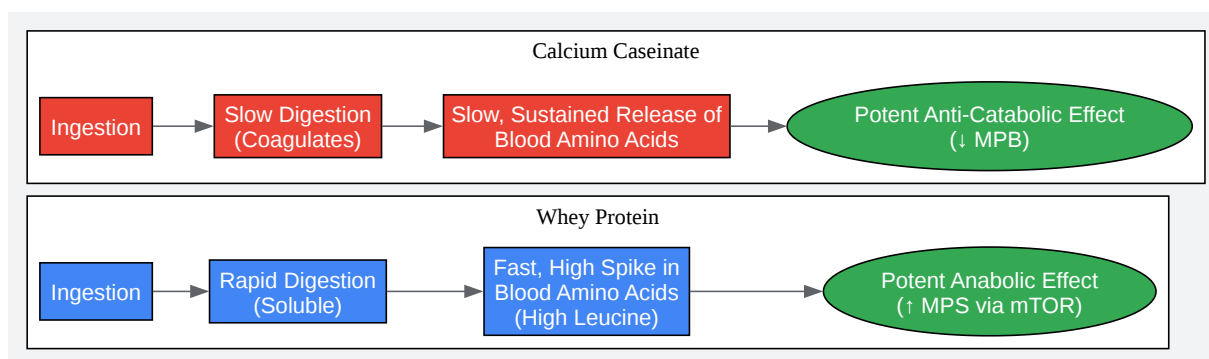 Calcium Caseinate
Ingestion
Slow Digestion
(Coagulates)
Slow, Sustained Release of
Blood Amino Acids
Potent Anti-Catabolic Effect
(↓ MPB)
Whey Protein
Ingestion
Rapid Digestion
(Soluble)
Fast, High Spike in
Blood Amino Acids
(High Leucine)
Potent Anabolic Effect
(↑ MPS via mTOR)